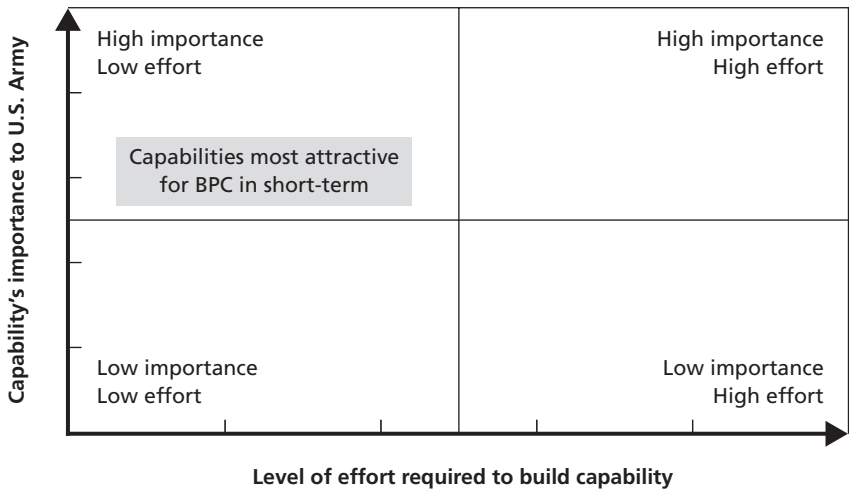 Capability's importance to U.S. Army
High importance
Low effort
High importance
High effort
Capabilities most attractive
for BPC in short-term
Low importance
Low effort
Low importance
High effort
Level of effort required to build capability